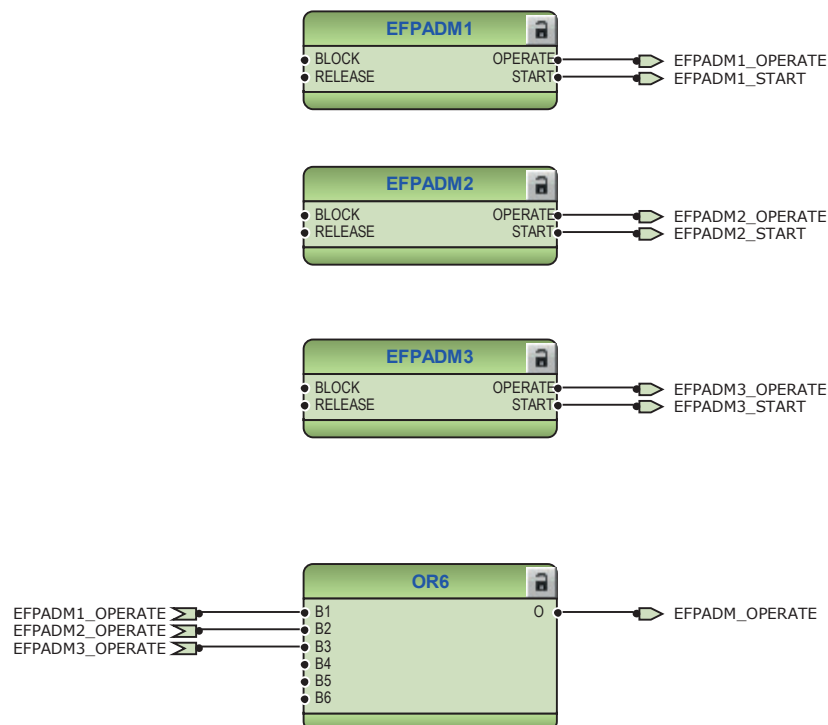 EFPADM1
BLOCK OPERATE EFPADM1_OPERATE
RELEASE START EFPADM1_START
EFPADM2
BLOCK OPERATE EFPADM2_OPERATE
RELEASE START EFPADM2_START
EFPADM3
BLOCK OPERATE EFPADM3_OPERATE
RELEASE START EFPADM3_START
OR6
EFPADM1_OPERATE B1 O EFPADM_OPERATE
EFPADM2_OPERATE B2
EFPADM3_OPERATE B3
B4
B5
B6